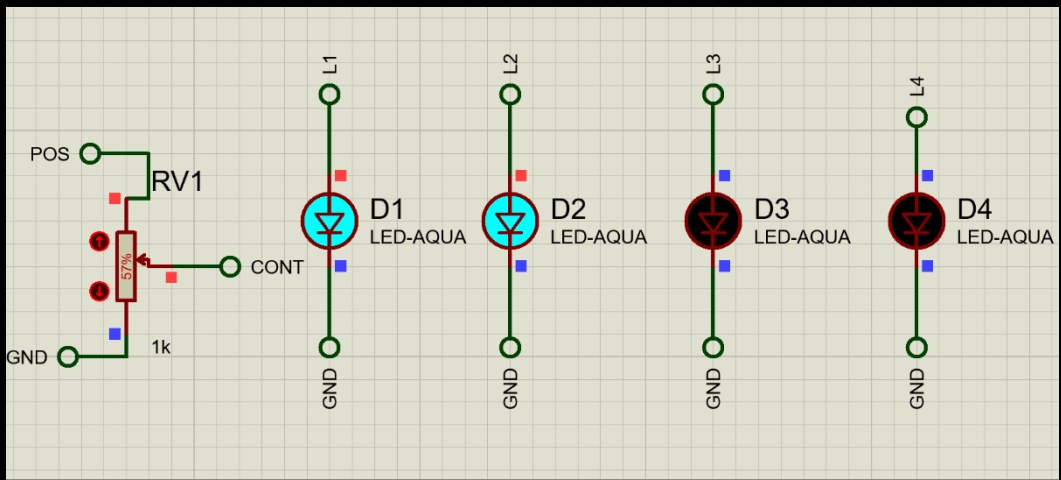 L1
L2
L3
L4
POS
RV1
57%
CONT
GND
1k
D1
LED-AQUA
GND
D2
LED-AQUA
GND
D3
LED-AQUA
GND
D4
LED-AQUA
GND